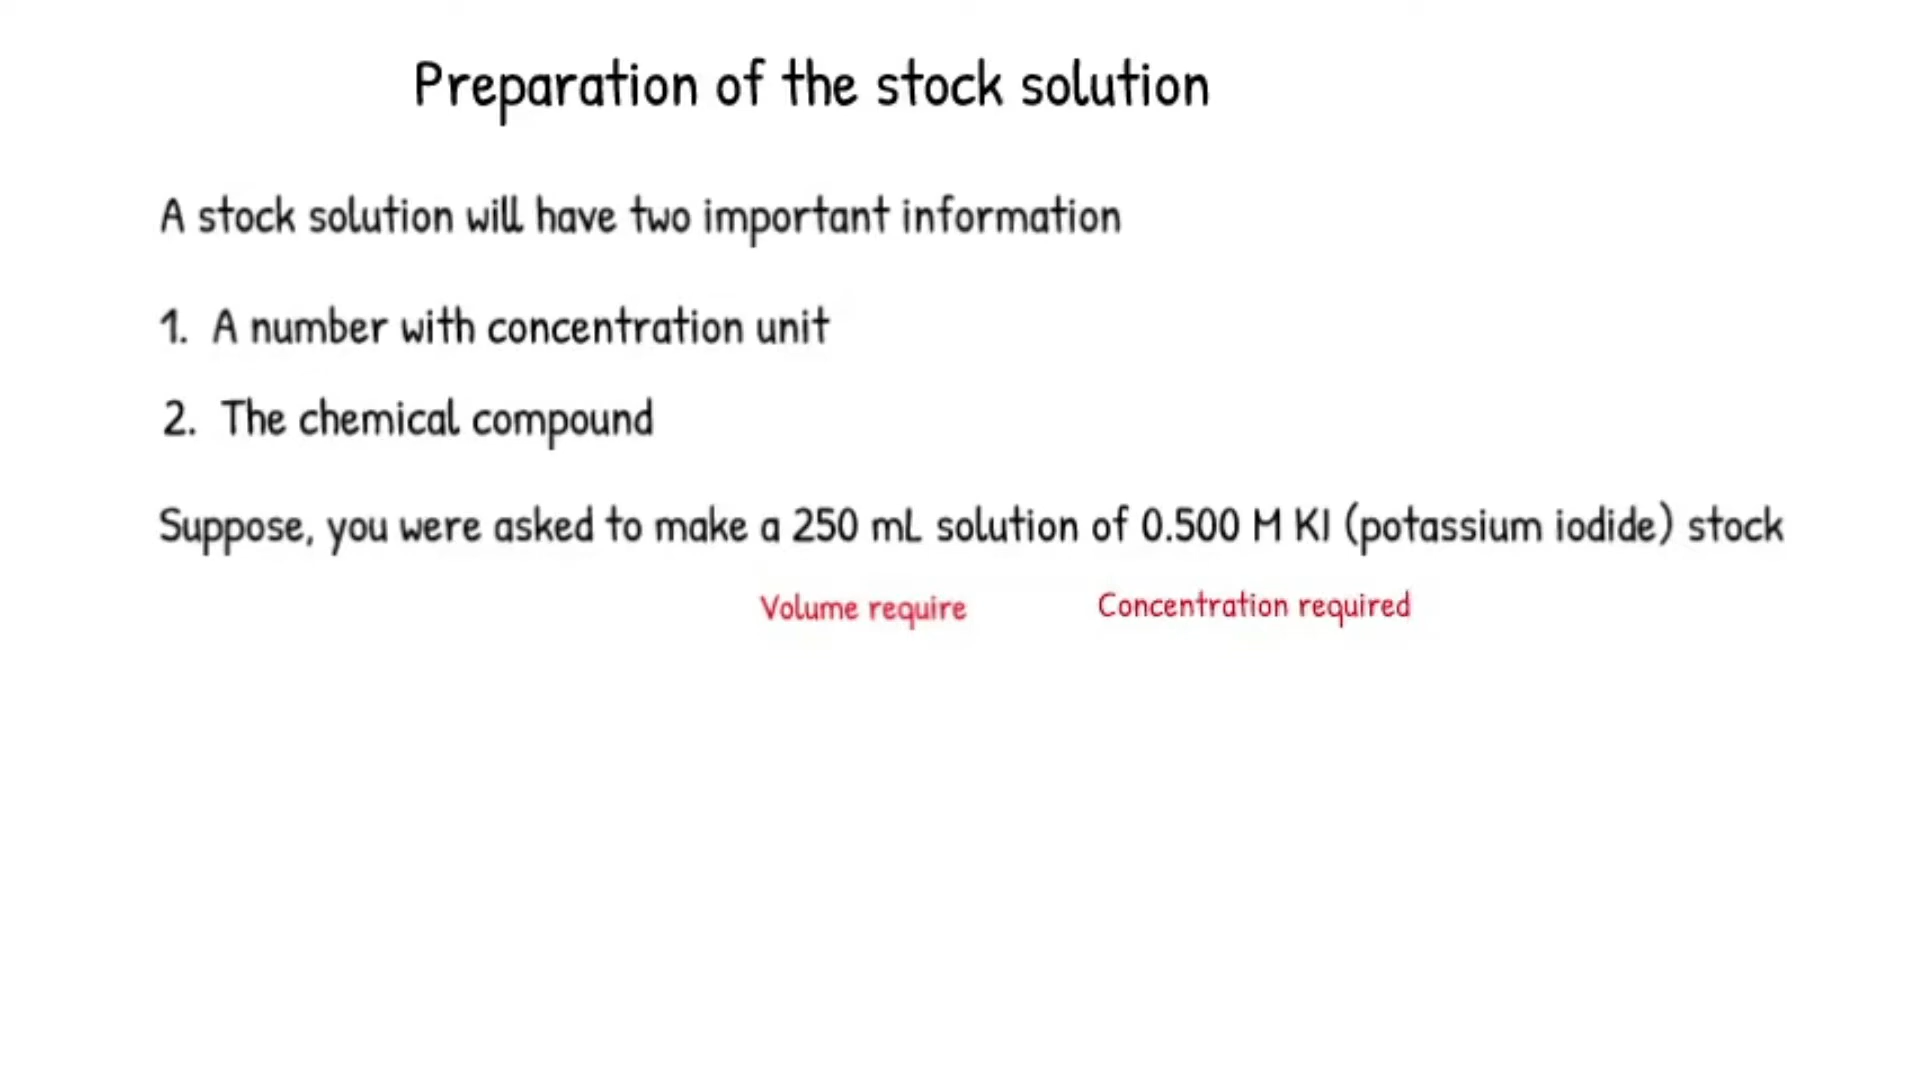 Preparation of the stock solution
A stock solution will have two important information
1. A number with concentration unit
2. The chemical compound
Suppose, you were asked to make a 250 mL solution of 0.500 M KI (potassium iodide) stock
Volume require
Concentration required